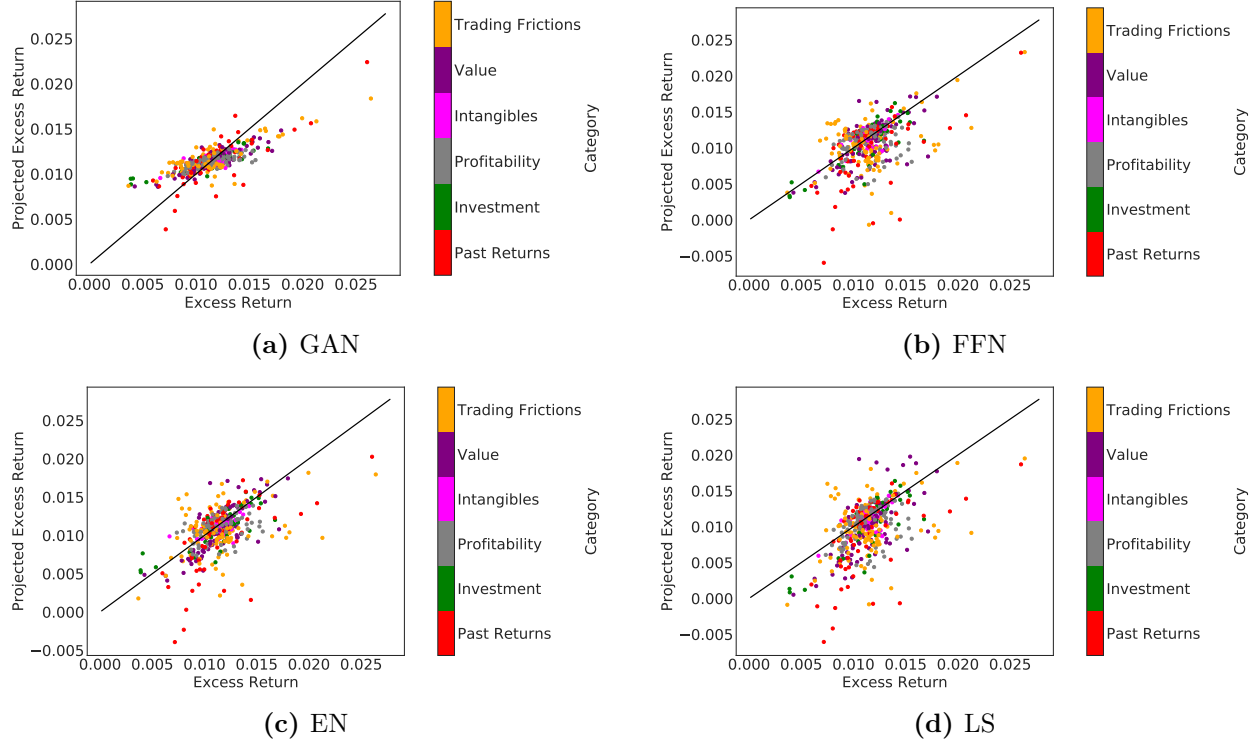 Projected Excess Return
0.025
0.020
0.015
0.010
0.005
0.000
0.000 0.005 0.010 0.015 0.020 0.025
Excess Return
Trading Frictions
Value
Intangibles
Profitability
Investment
Past Returns
Category
(a) GAN
Projected Excess Return
0.025
0.020
0.015
0.010
0.005
0.000
−0.005
0.000 0.005 0.010 0.015 0.020 0.025
Excess Return
Trading Frictions
Value
Intangibles
Profitability
Investment
Past Returns
Category
(b) FFN
Projected Excess Return
0.025
0.020
0.015
0.010
0.005
0.000
−0.005
0.000 0.005 0.010 0.015 0.020 0.025
Excess Return
Trading Frictions
Value
Intangibles
Profitability
Investment
Past Returns
Category
(c) EN
Projected Excess Return
0.025
0.020
0.015
0.010
0.005
0.000
−0.005
0.000 0.005 0.010 0.015 0.020 0.025
Excess Return
Trading Frictions
Value
Intangibles
Profitability
Investment
Past Returns
Category
(d) LS